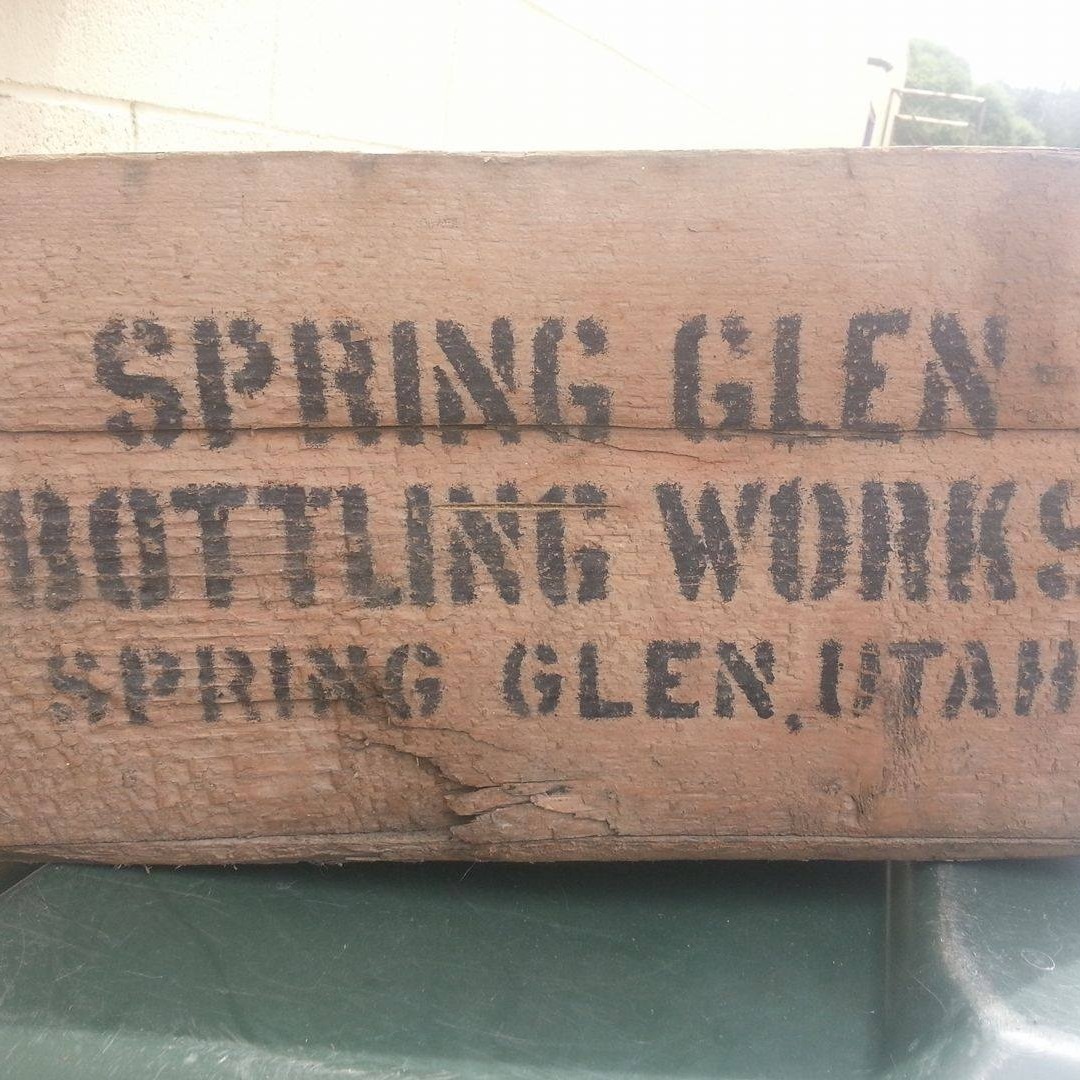 SPRING GLEN
BOTTLING WORKS
SPRING GLEN, UTAH